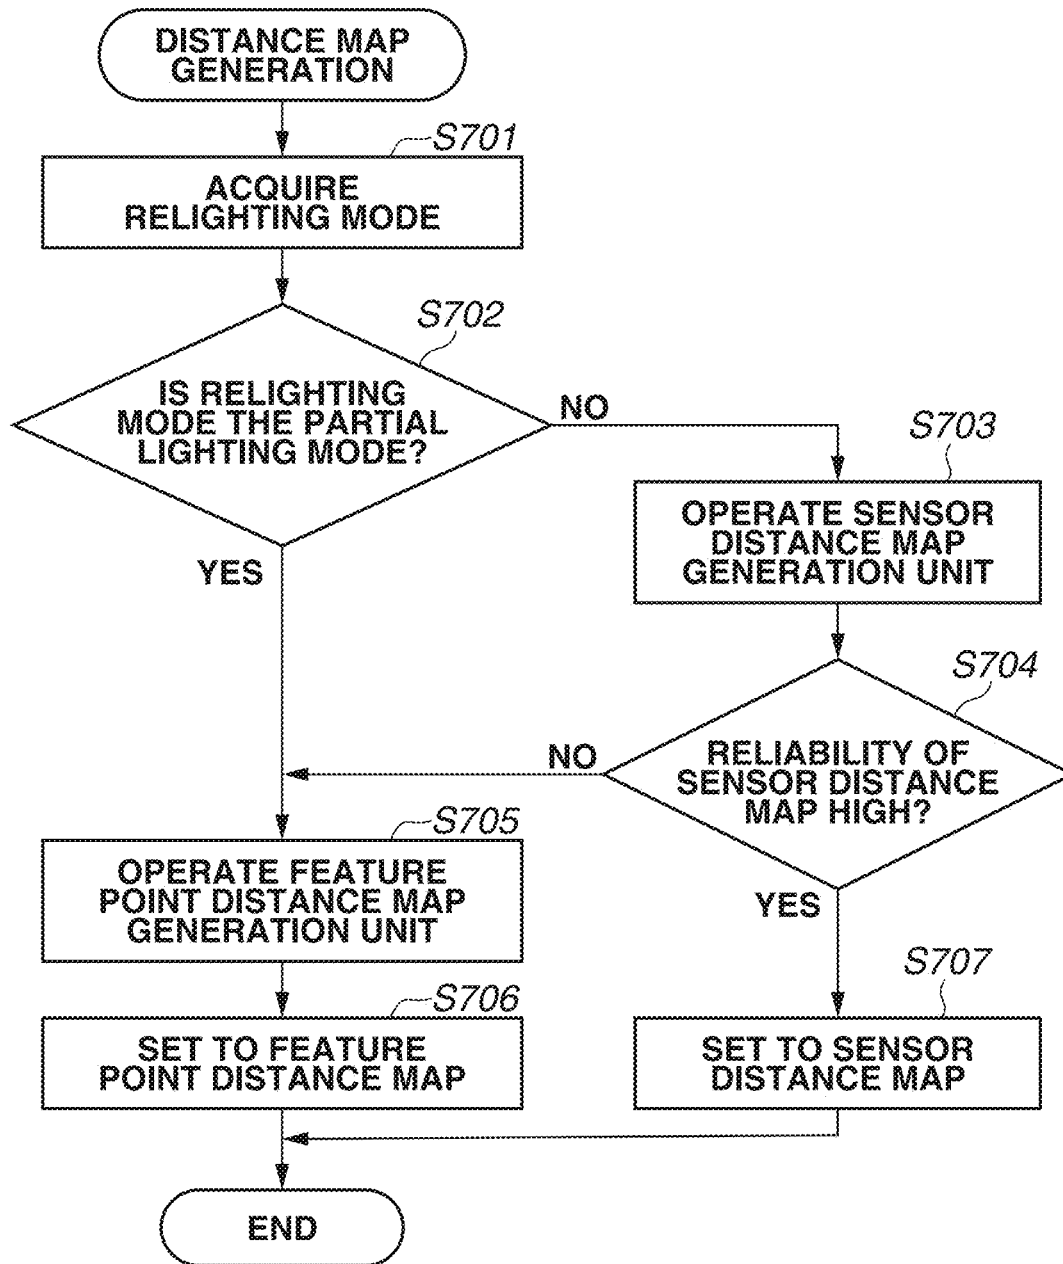 DISTANCE MAP
GENERATION
S701
ACQUIRE
RELIGHTING MODE
S702
IS RELIGHTING
MODE THE PARTIAL
LIGHTING MODE?
NO
YES
S703
OPERATE SENSOR
DISTANCE MAP
GENERATION UNIT
S704
RELIABILITY OF
SENSOR DISTANCE
MAP HIGH?
NO
YES
S705
OPERATE FEATURE
POINT DISTANCE MAP
GENERATION UNIT
S706
SET TO FEATURE
POINT DISTANCE MAP
S707
SET TO SENSOR
DISTANCE MAP
END